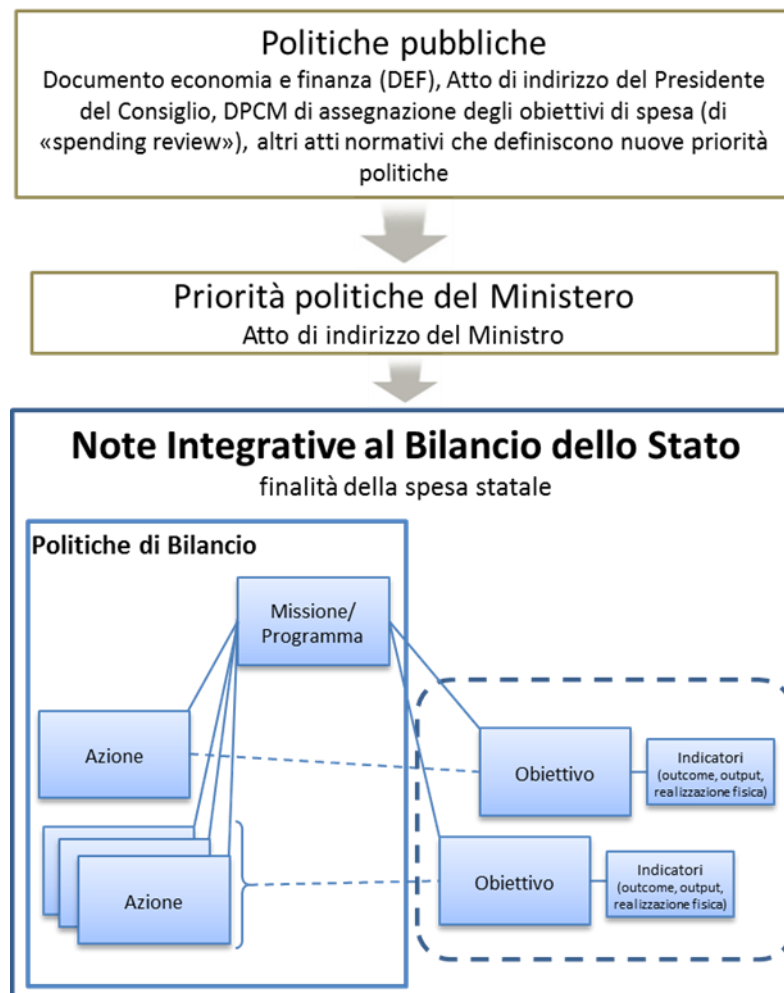 Politiche pubbliche
Documento economia e finanza (DEF), Atto di indirizzo del Presidente
del Consiglio, DPCM di assegnazione degli obiettivi di spesa (di
«spending review»), altri atti normativi che definiscono nuove priorità
politiche
Priorità politiche del Ministero
Atto di indirizzo del Ministro
Note Integrative al Bilancio dello Stato
finalità della spesa statale
Politiche di Bilancio
Missione/
Programma
Azione
Obiettivo
Indicatori
(outcome, output,
realizzazione fisica)
Azione
Obiettivo
Indicatori
(outcome, output,
realizzazione fisica)